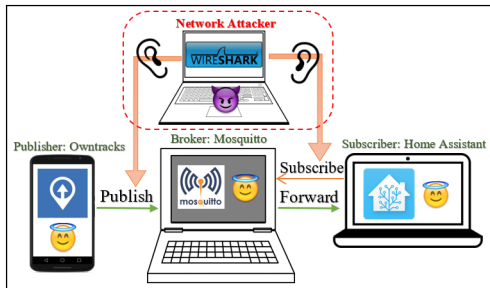 Network Attacker
WIRESHARK
Publisher: Owntracks
Broker: Mosquitto
Subscriber: Home Assistant
Publish
mosquitto
Subscribe
Forward